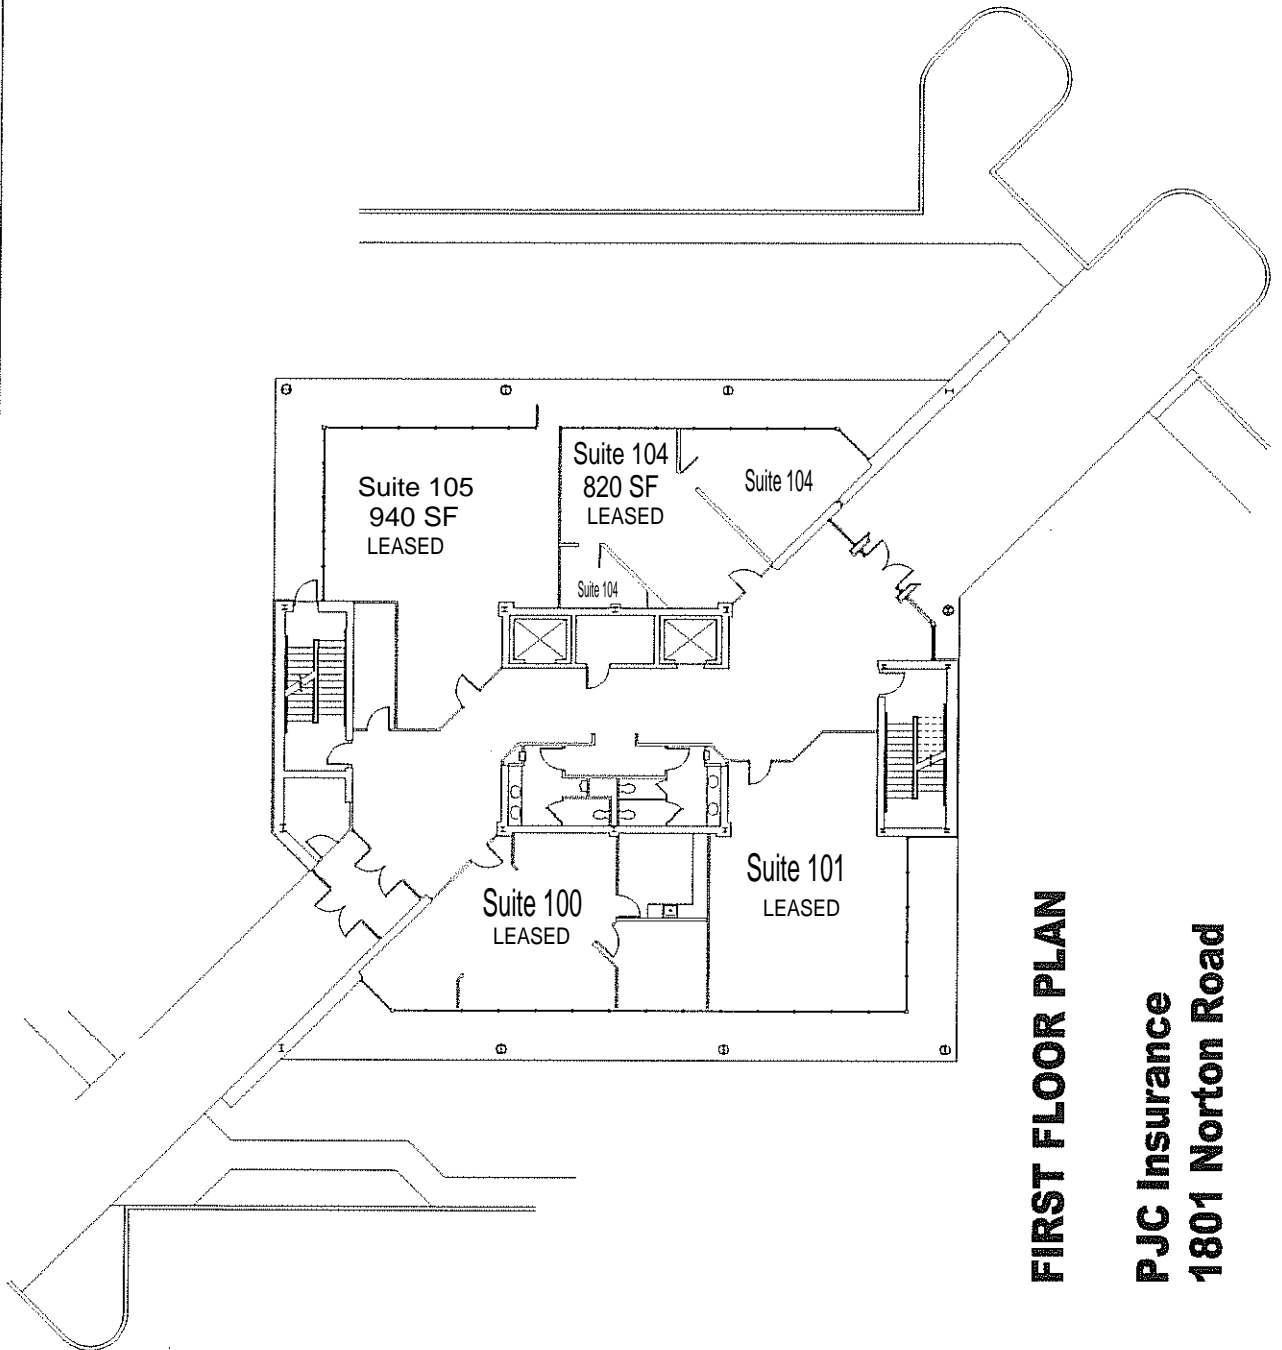 Suite 105
940 SF
LEASED
Suite 104
820 SF
LEASED
Suite 104
Suite 104
Suite 100
LEASED
Suite 101
LEASED
FIRST FLOOR PLAN
PJC Insurance
1801 Norton Road